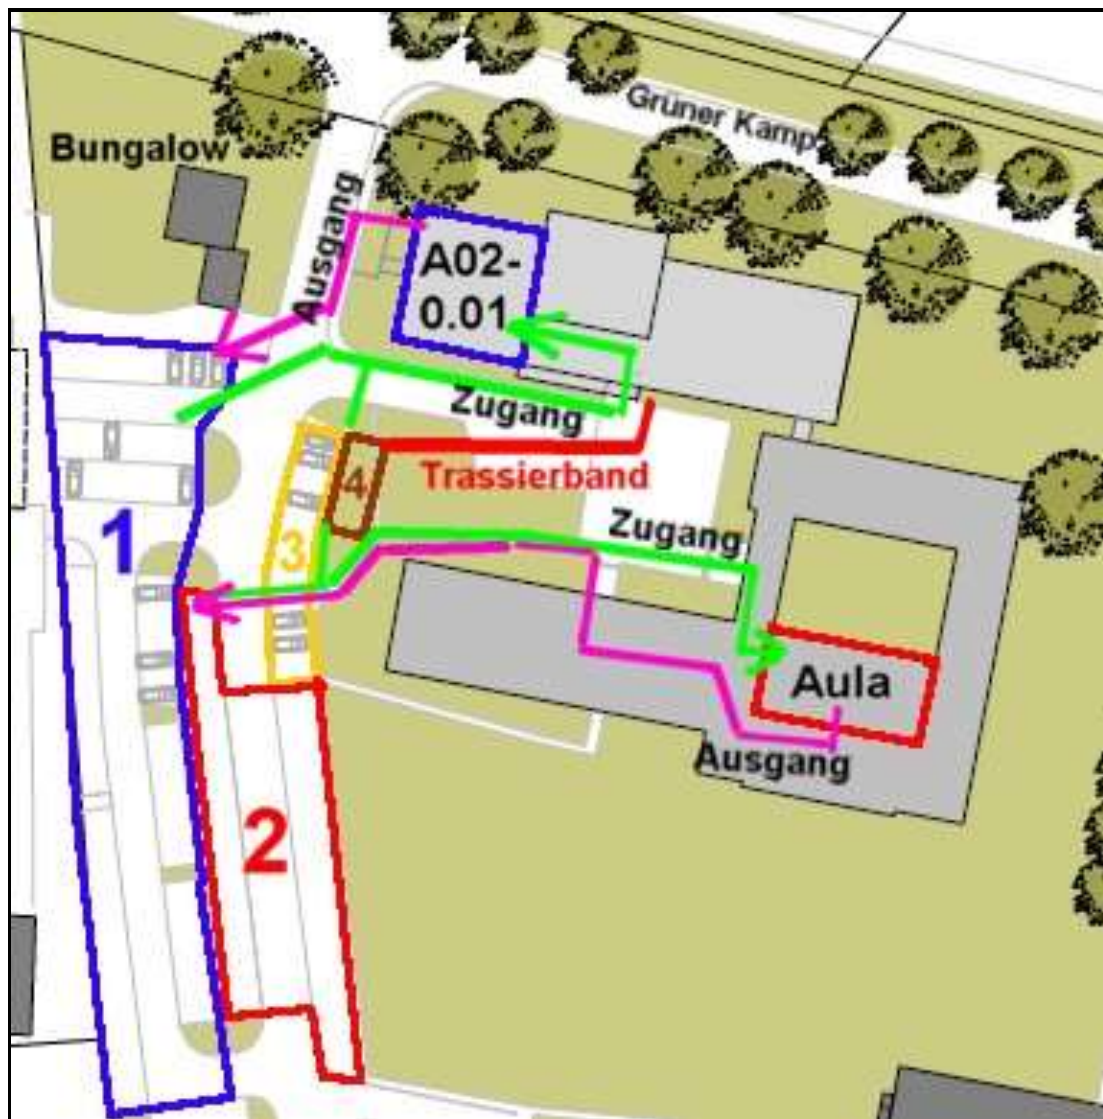 Grüner Kamp
Bungalow
Ausgang
A02-
0.01
Zugang
Trassierband
4
Zugang
1
3
Aula
Ausgang
2